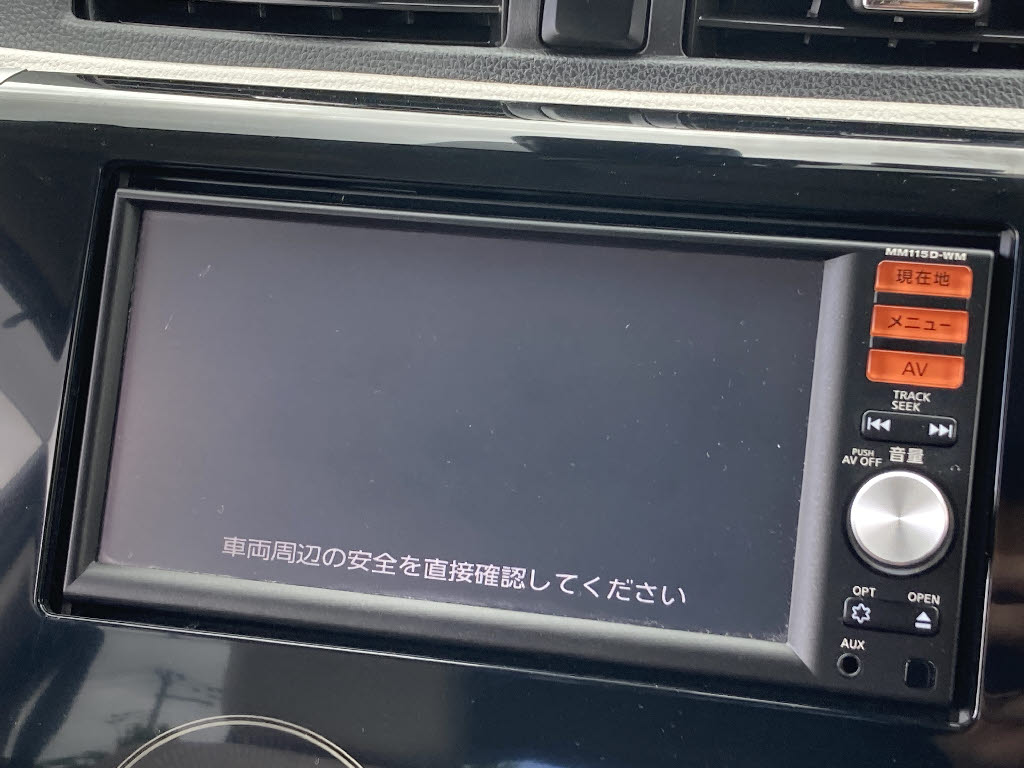 MM115D-WM
現在地
メニュー
AV
TRACK
SEEK
PUSH
AV OFF
音量
車両周辺の安全を直接確認してください
OPT
OPEN
AUX